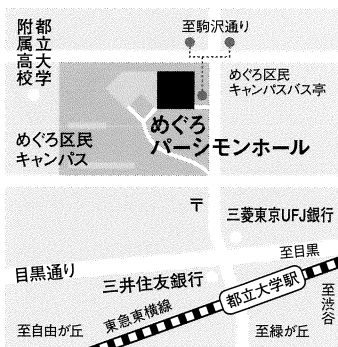 都立大学
附属高校
至駒沢通り
めぐろ区民
キャンパスバス亭
めぐろ
パーシモンホール
めぐろ区民
キャンパス
〒
三菱東京UFJ銀行
至目黒
目黒通り
三井住友銀行
都立大学駅
至渋谷
東急東横線
至自由が丘
至緑が丘